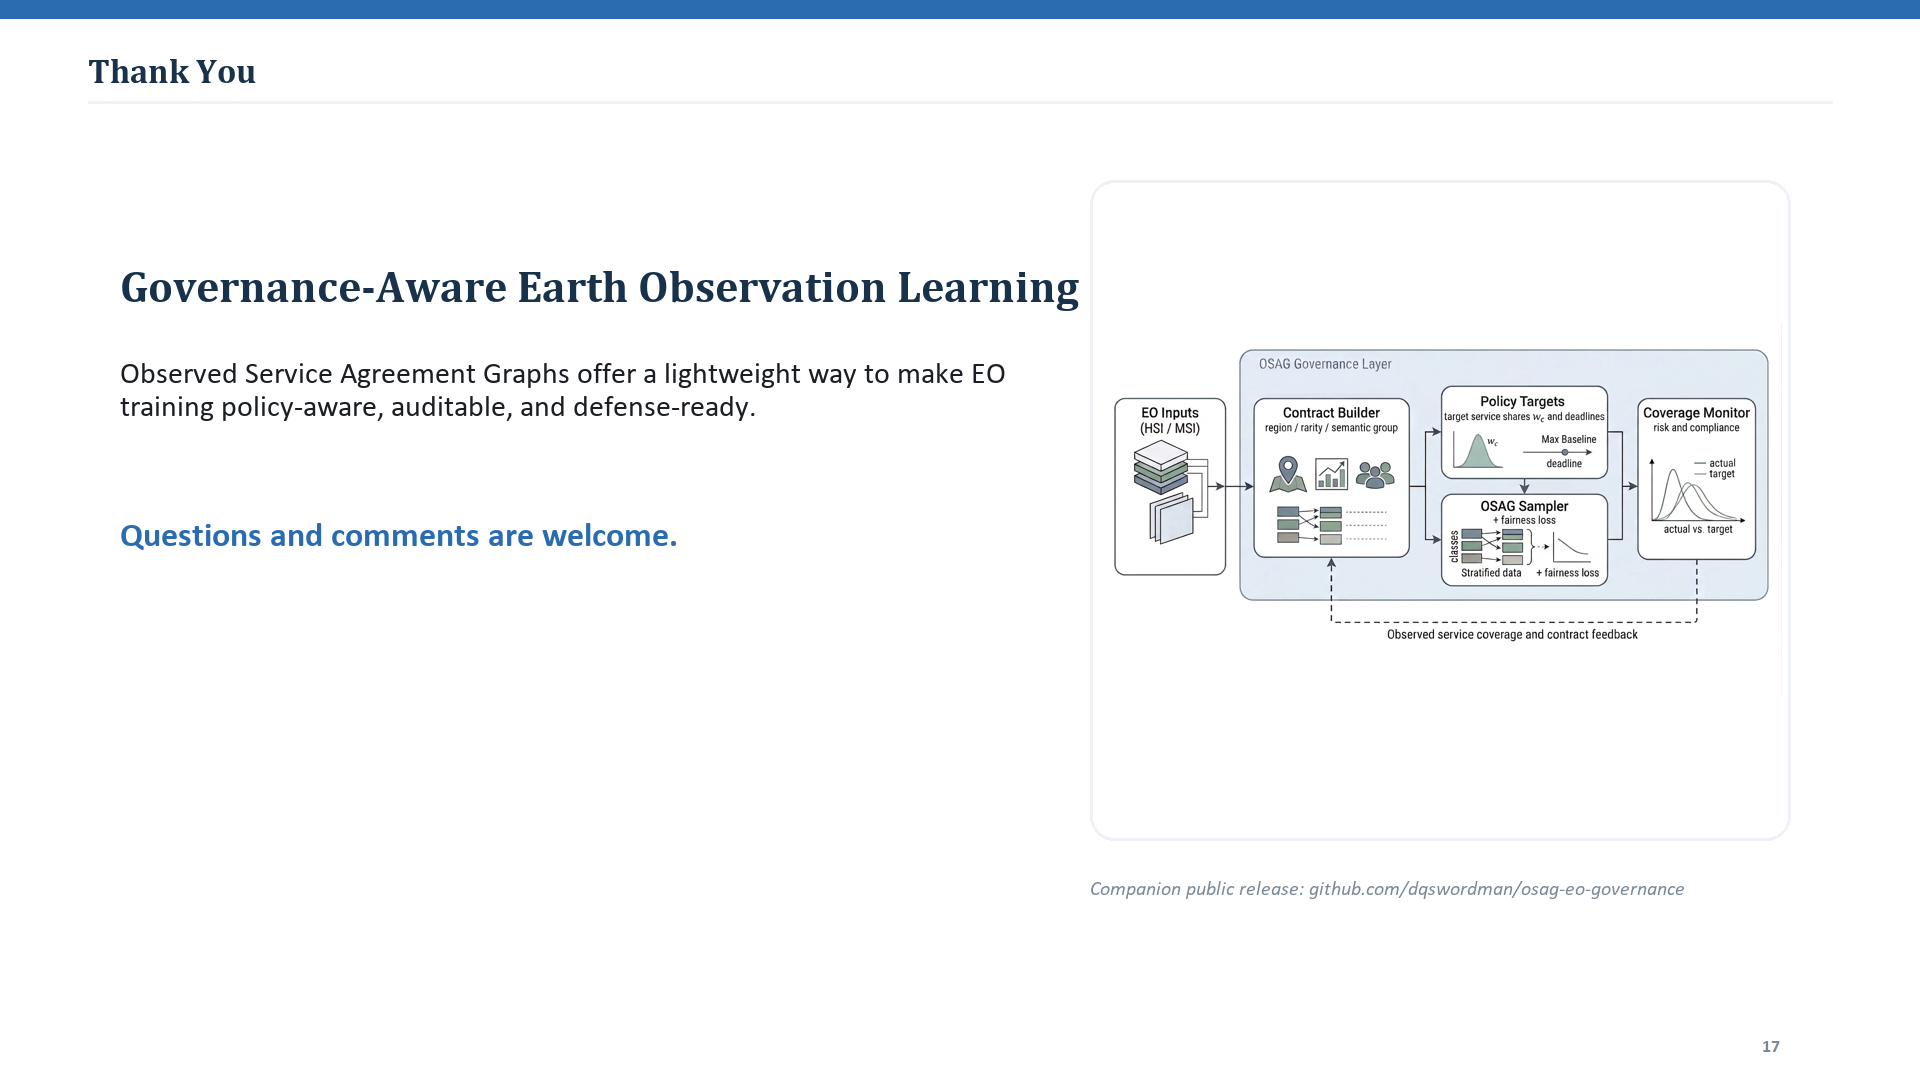 Thank You
Governance-Aware Earth Observation Learning
Observed Service Agreement Graphs offer a lightweight way to make EO
training policy-aware, auditable, and defense-ready.
Questions and comments are welcome.
OSAG Governance Layer
EO Inputs
(HSI / MSI)
Contract Builder
region / rarity / semantic group
Policy Targets
target service shares w_c and deadlines
w_c
Max Baseline
deadline
OSAG Sampler
+ fairness loss
classes
Stratified data
+ fairness loss
Coverage Monitor
risk and compliance
actual
target
actual vs. target
Observed service coverage and contract feedback
Companion public release: github.com/dqswordman/osag-eo-governance
17